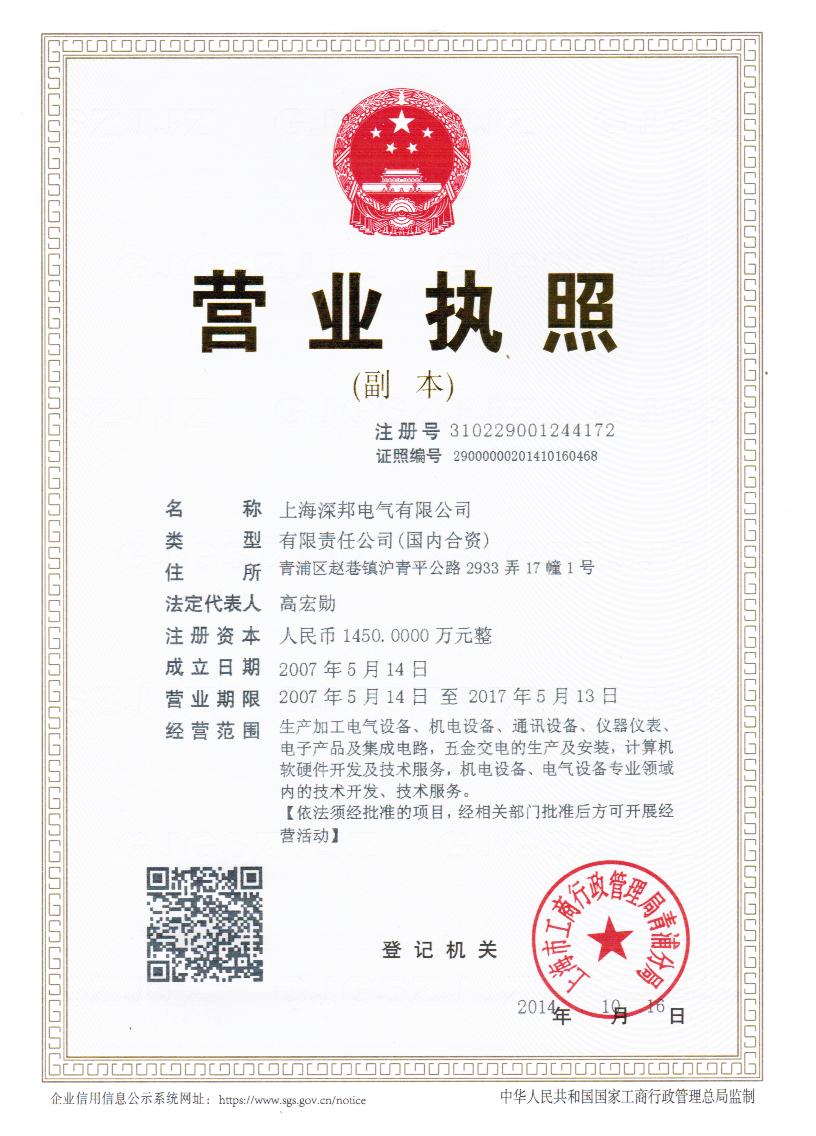 营业执照
(副 本)
注册号 310229001244172
证照编号 29000000201410160468
名称 上海深邦电气有限公司
类型 有限责任公司(国内合资)
住所 青浦区赵巷镇沪青平公路 2933 弄 17 幢 1 号
法定代表人 高宏勋
注册资本 人民币 1450.0000 万元整
成立日期 2007 年 5 月 14 日
营业期限 2007 年 5 月 14 日 至 2017 年 5 月 13 日
经营范围 生产加工电气设备、机电设备、通讯设备、仪器仪表、
电子产品及集成电路，五金交电的生产及安装，计算机
软硬件开发及技术服务，机电设备、电气设备专业领域
内的技术开发、技术服务。
【依法须经批准的项目，经相关部门批准后方可开展经
营活动】
登记机关
上海市工商行政管理局青浦分局
2014年 10月 16日
企业信用信息公示系统网址：https://www.sgs.gov.cn/notice
中华人民共和国国家工商行政管理总局监制